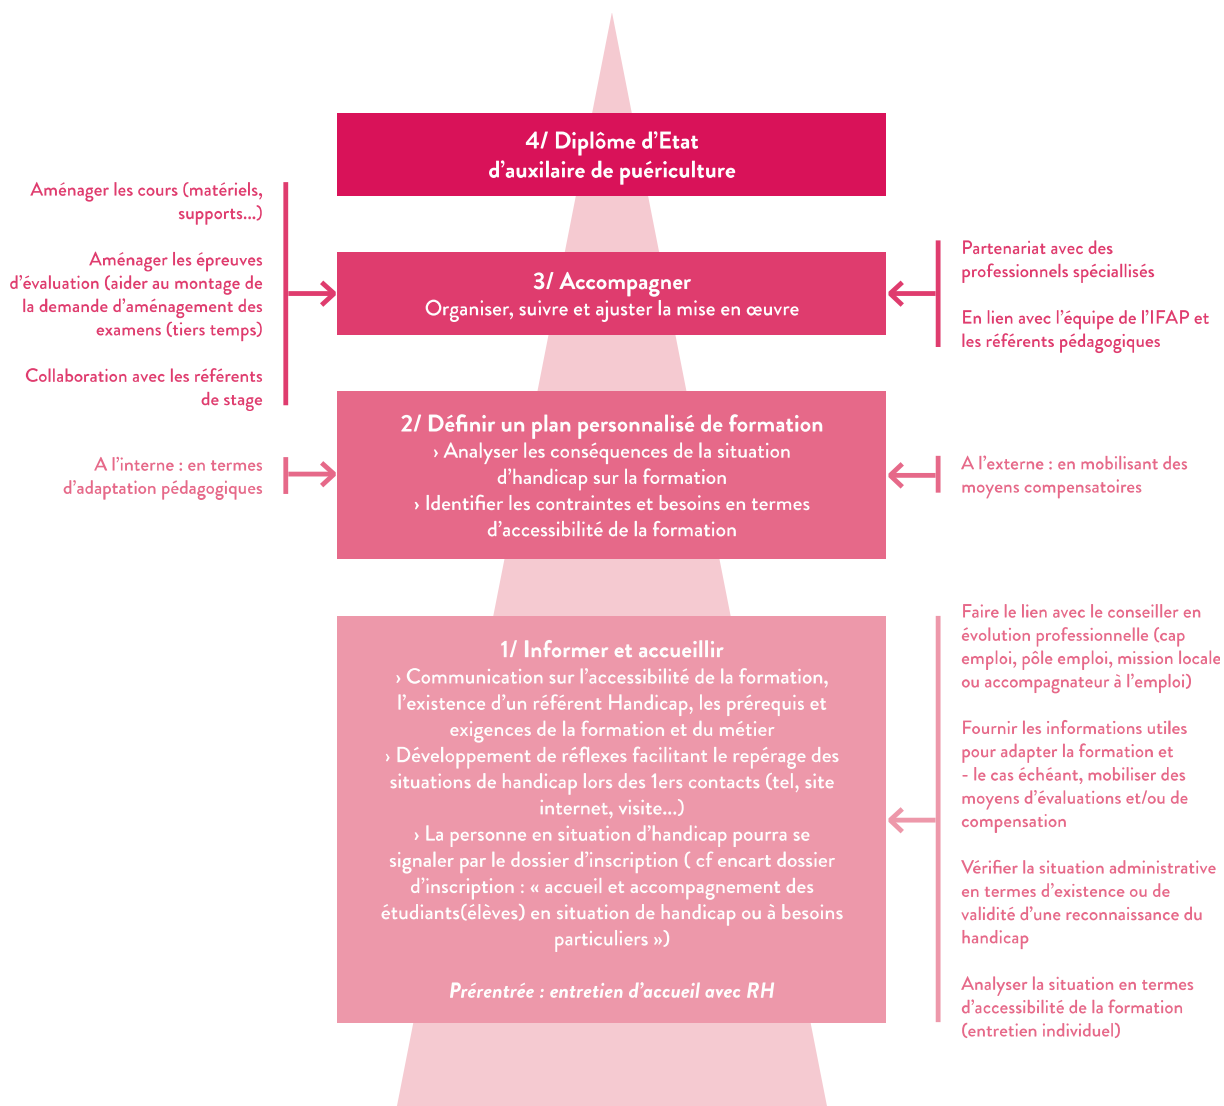 4/ Diplôme d'Etat
d'auxilaire de puériculture
Aménager les cours (matériels,
supports...)
Aménager les épreuves
d'évaluation (aider au montage de
la demande d'aménagement des
examens (tiers temps)
Collaboration avec les référents
de stage
3/ Accompagner
Organiser, suivre et ajuster la mise en œuvre
Partenariat avec des
professionnels spéciallisés
En lien avec l'équipe de l'IFAP et
les référents pédagogiques
A l'interne : en termes
d'adaptation pédagogiques
2/ Définir un plan personnalisé de formation
› Analyser les conséquences de la situation
d'handicap sur la formation
› Identifier les contraintes et besoins en termes
d'accessibilité de la formation
A l'externe : en mobilisant des
moyens compensatoires
1/ Informer et accueillir
› Communication sur l'accessibilité de la formation,
l'existence d'un référent Handicap, les prérequis et
exigences de la formation et du métier
› Développement de réflexes facilitant le repérage des
situations de handicap lors des 1ers contacts (tel, site
internet, visite...)
› La personne en situation d'handicap pourra se
signaler par le dossier d'inscription ( cf encart dossier
d'inscription : « accueil et accompagnement des
étudiants(élèves) en situation de handicap ou à besoins
particuliers »)
Prérentrée : entretien d'accueil avec RH
Faire le lien avec le conseiller en
évolution professionnelle (cap
emploi, pôle emploi, mission locale
ou accompagnateur à l'emploi)
Fournir les informations utiles
pour adapter la formation et
- le cas échéant, mobiliser des
moyens d'évaluations et/ou de
compensation
Vérifier la situation administrative
en termes d'existence ou de
validité d'une reconnaissance du
handicap
Analyser la situation en termes
d'accessibilité de la formation
(entretien individuel)